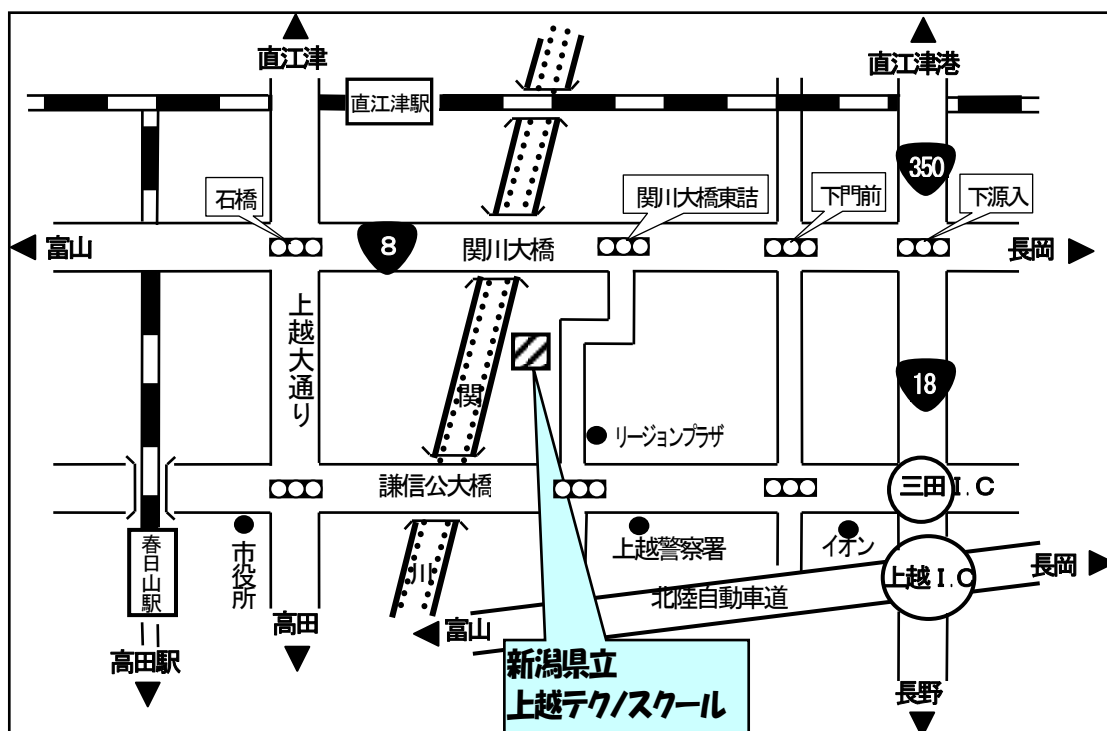 直江津
直江津港
直江津駅
350
石橋
関川大橋東詰
下門前
下源入
富山
8
関川大橋
長岡
上越大通り
18
関
リージョンプラザ
謙信公大橋
三田I.C
春日山駅
市役所
川
上越警察署
イオン
上越I.C
長岡
北陸自動車道
高田
富山
高田駅
新潟県立
上越テクノスクール
長野